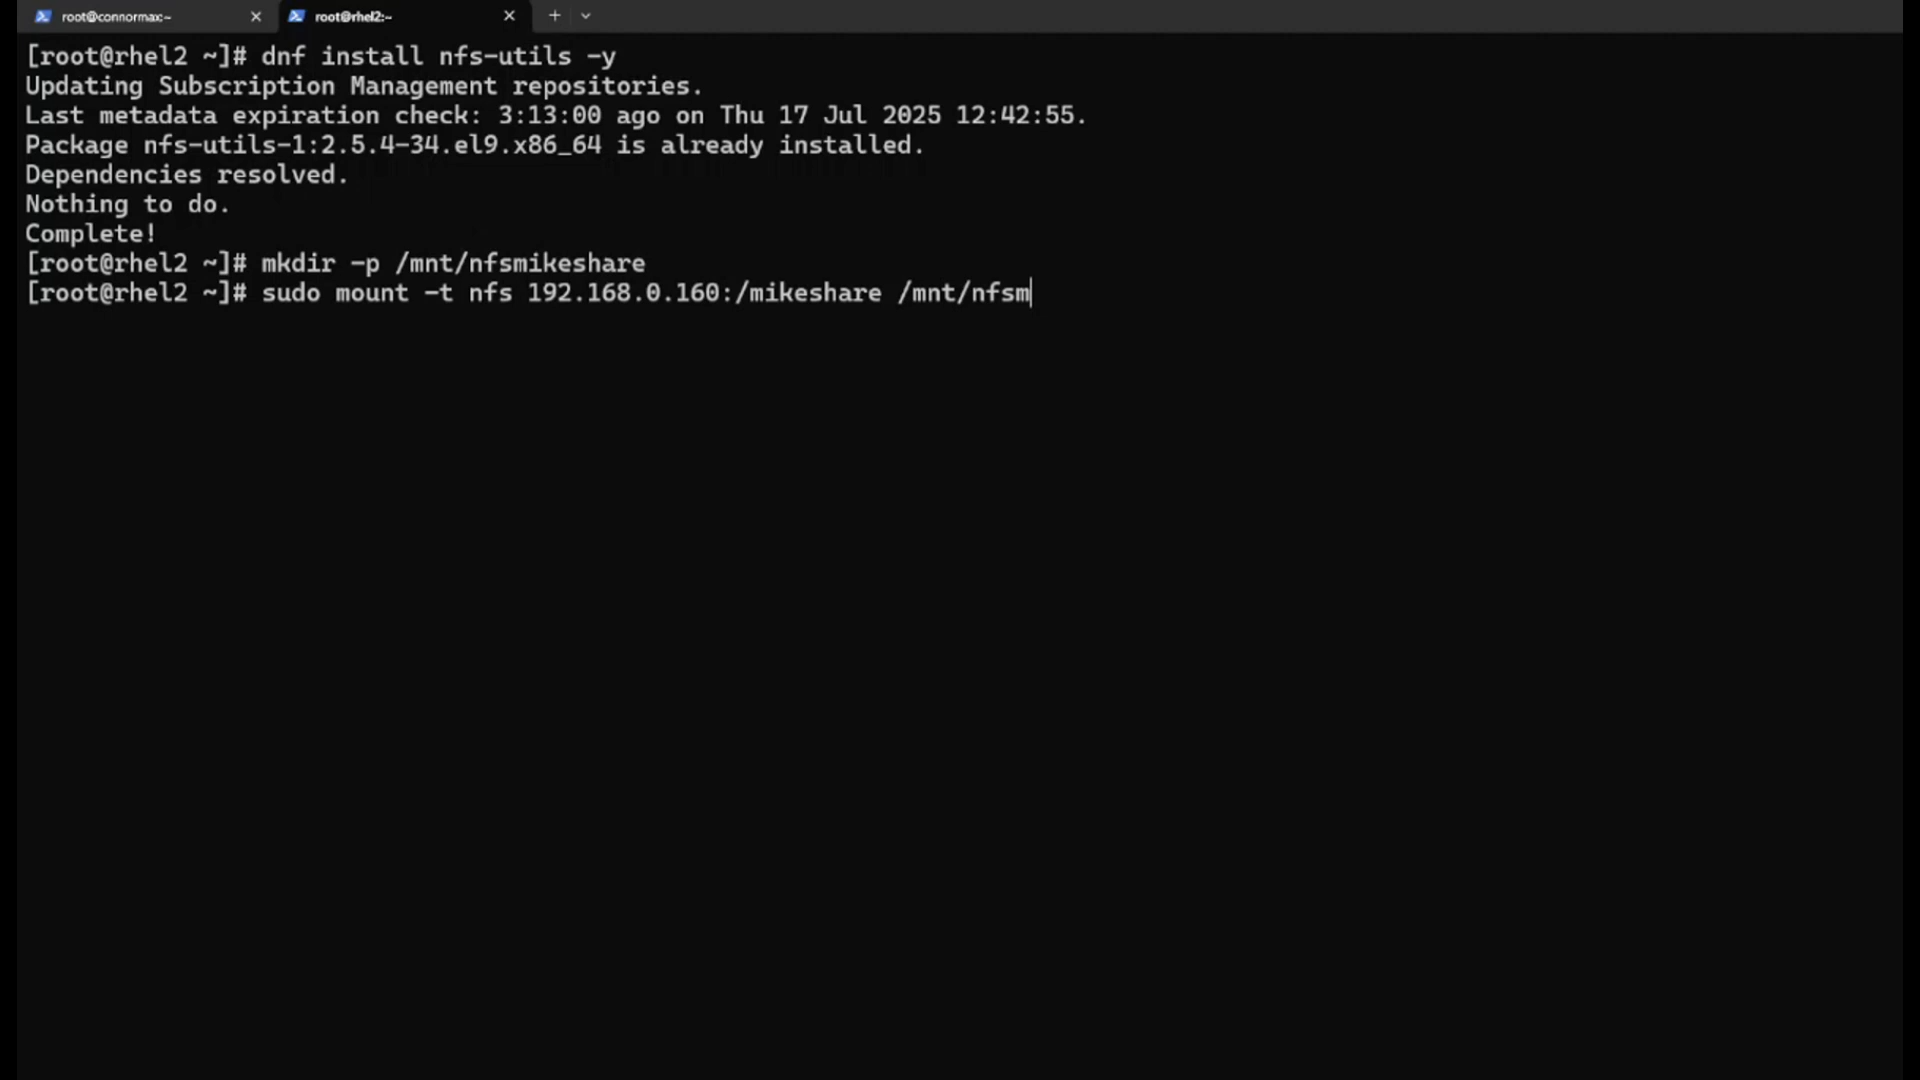 root@connormax:~
root@rhel2:~
[root@rhel2 ~]# dnf install nfs-utils -y
Updating Subscription Management repositories.
Last metadata expiration check: 3:13:00 ago on Thu 17 Jul 2025 12:42:55.
Package nfs-utils-1:2.5.4-34.el9.x86_64 is already installed.
Dependencies resolved.
Nothing to do.
Complete!
[root@rhel2 ~]# mkdir -p /mnt/nfsmikeshare
[root@rhel2 ~]# sudo mount -t nfs 192.168.0.160:/mikeshare /mnt/nfsm